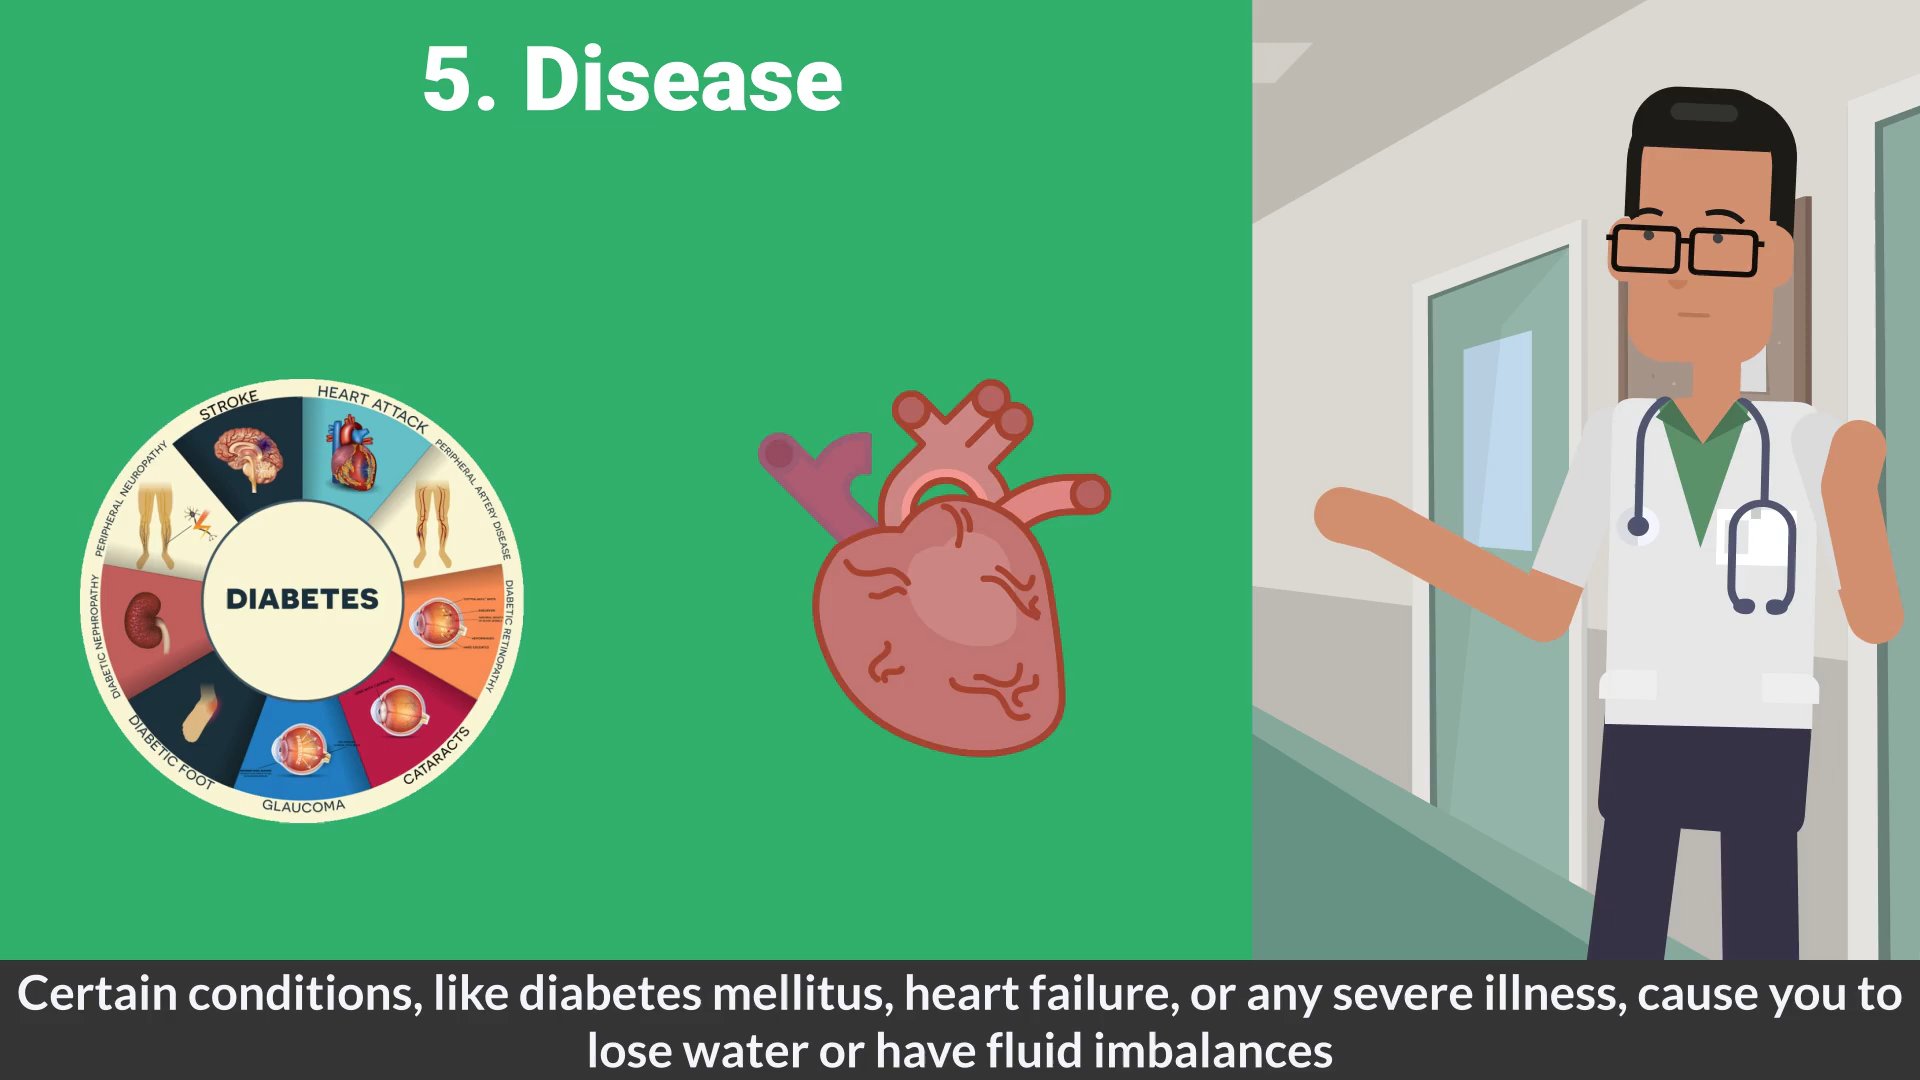 5. Disease
STROKE
HEART ATTACK
PERIPHERAL NEUROPATHY
PERIPHERAL ARTERY DISEASE
DIABETES
DIABETIC NEPHROPATHY
DIABETIC RETINOPATHY
DIABETIC FOOT
CATARACTS
GLAUCOMA
Certain conditions, like diabetes mellitus, heart failure, or any severe illness, cause you to
lose water or have fluid imbalances